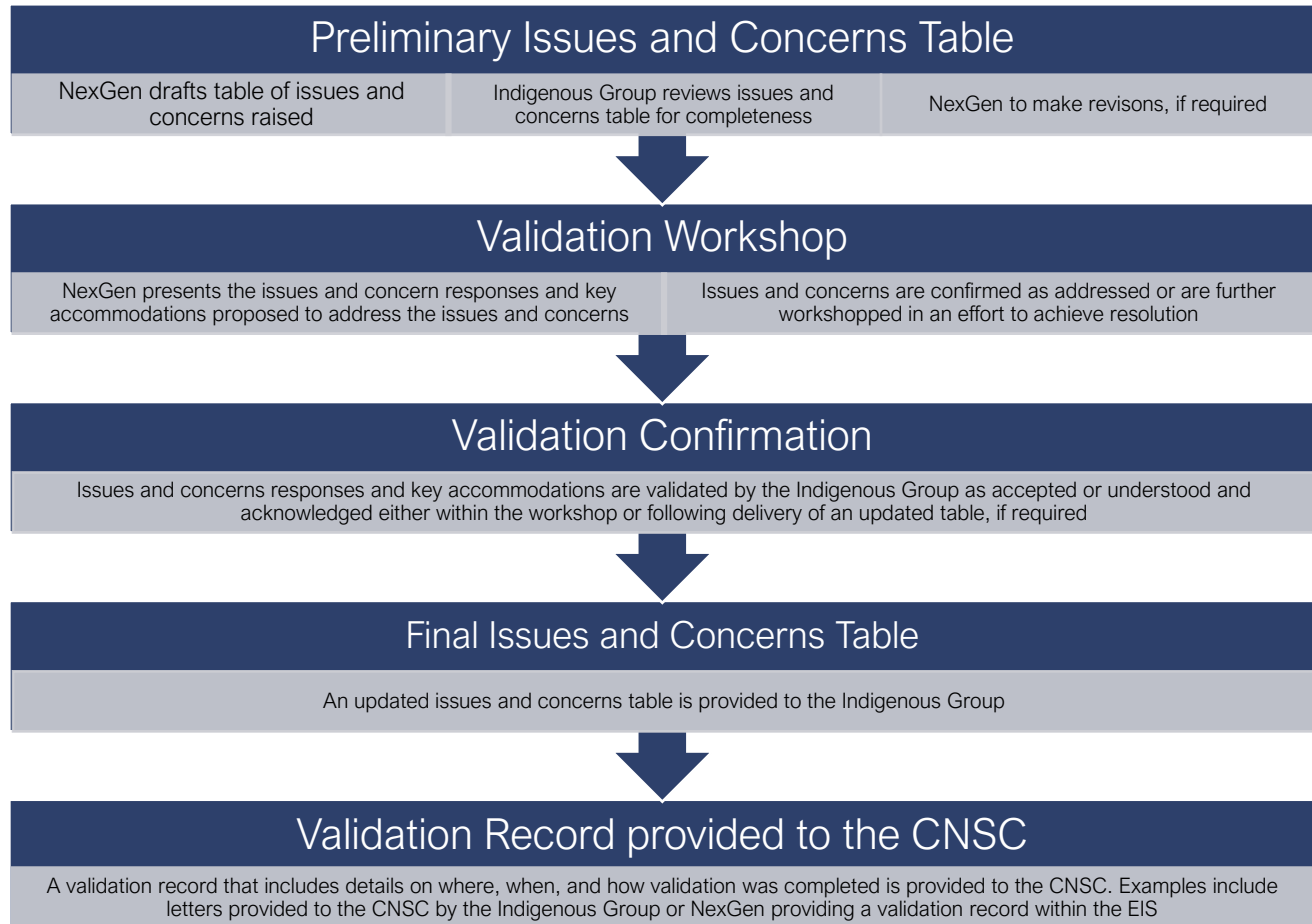 Preliminary Issues and Concerns Table
NexGen drafts table of issues and
concerns raised
Indigenous Group reviews issues and
concerns table for completeness
NexGen to make revisons, if required
Validation Workshop
NexGen presents the issues and concern responses and key
accommodations proposed to address the issues and concerns
Issues and concerns are confirmed as addressed or are further
workshopped in an effort to achieve resolution
Validation Confirmation
Issues and concerns responses and key accommodations are validated by the Indigenous Group as accepted or understood and
acknowledged either within the workshop or following delivery of an updated table, if required
Final Issues and Concerns Table
An updated issues and concerns table is provided to the Indigenous Group
Validation Record provided to the CNSC
A validation record that includes details on where, when, and how validation was completed is provided to the CNSC. Examples include
letters provided to the CNSC by the Indigenous Group or NexGen providing a validation record within the EIS